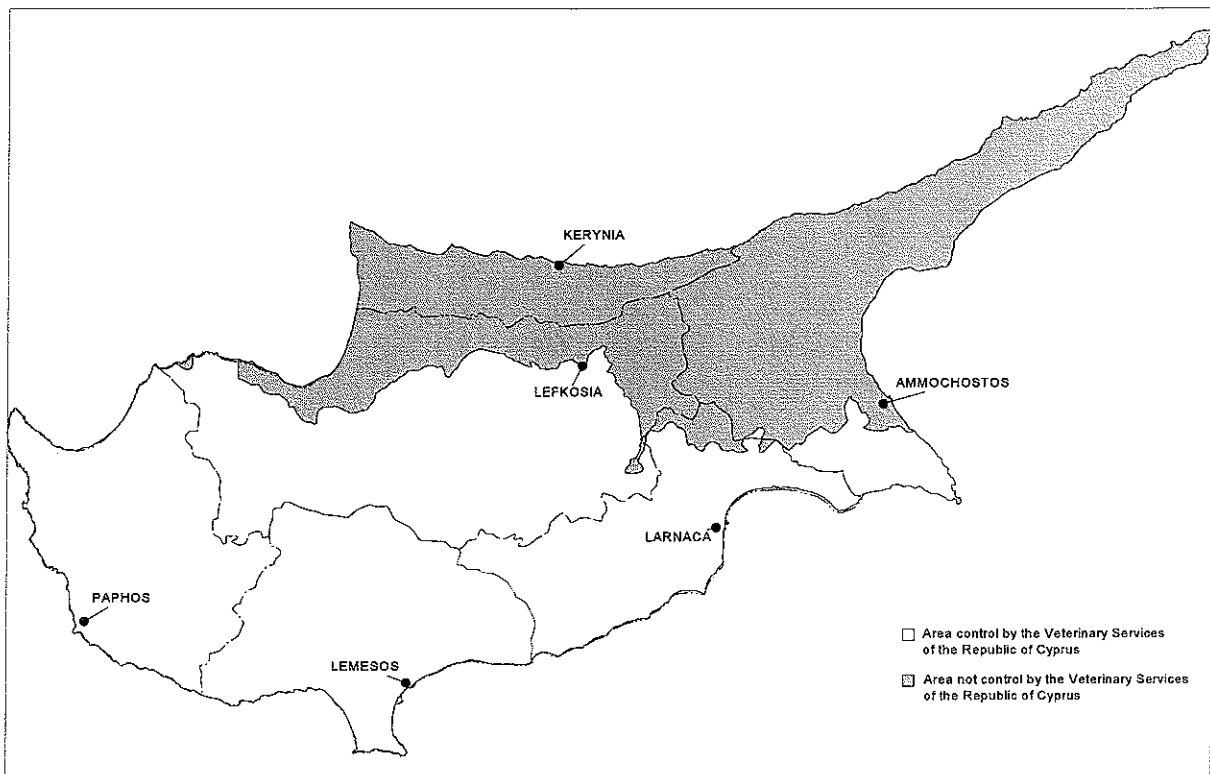 KERYNIA
LEFKOSIA
AMMOCHOSTOS
LARNACA
PAPHOS
LEMESOS
Area control by the Veterinary Services
of the Republic of Cyprus
Area not control by the Veterinary Services
of the Republic of Cyprus